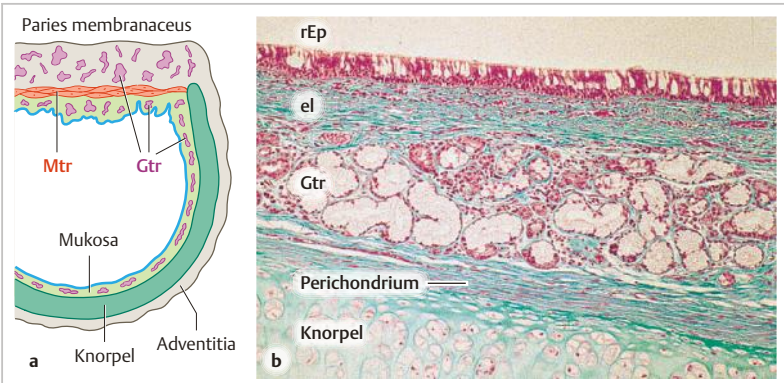 Paries membranaceus
Mtr
Gtr
Mukosa
Knorpel
Adventitia
a
rEp
el
Gtr
Perichondrium
Knorpel
b